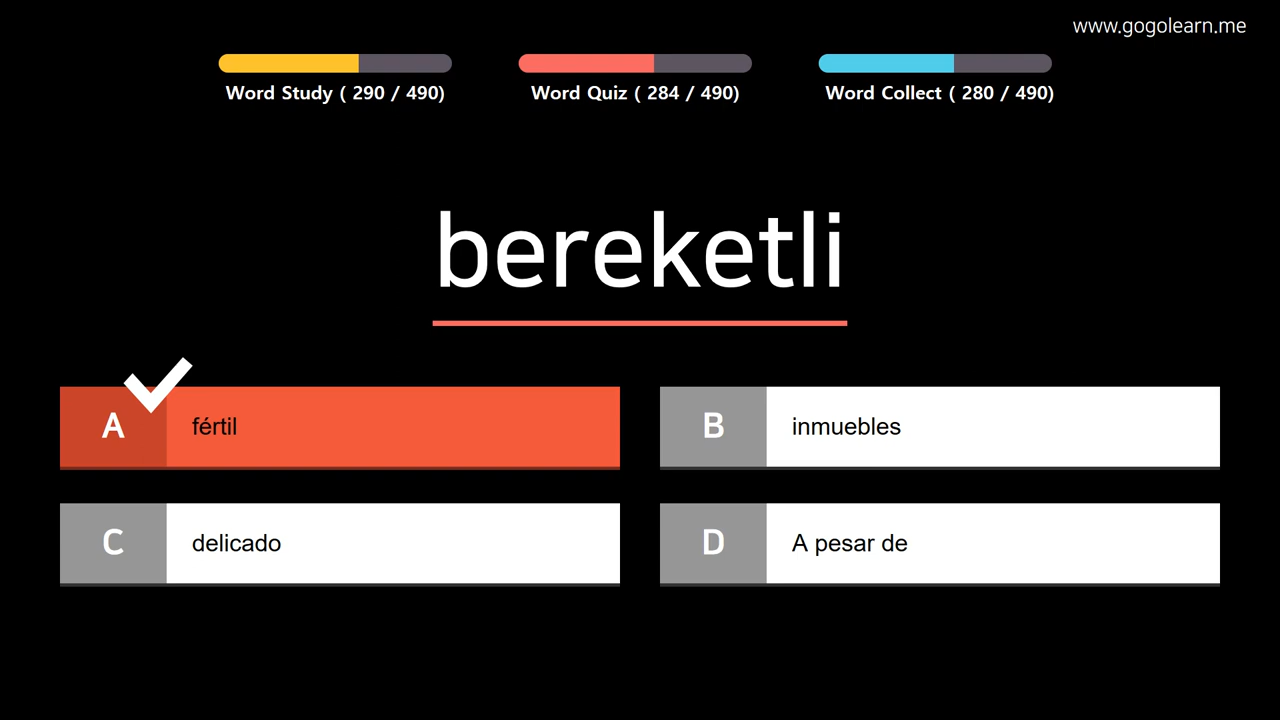 www.gogolearn.me
Word Study ( 290 / 490)
Word Quiz ( 284 / 490)
Word Collect ( 280 / 490)
bereketli
A fértil
B inmuebles
C delicado
D A pesar de